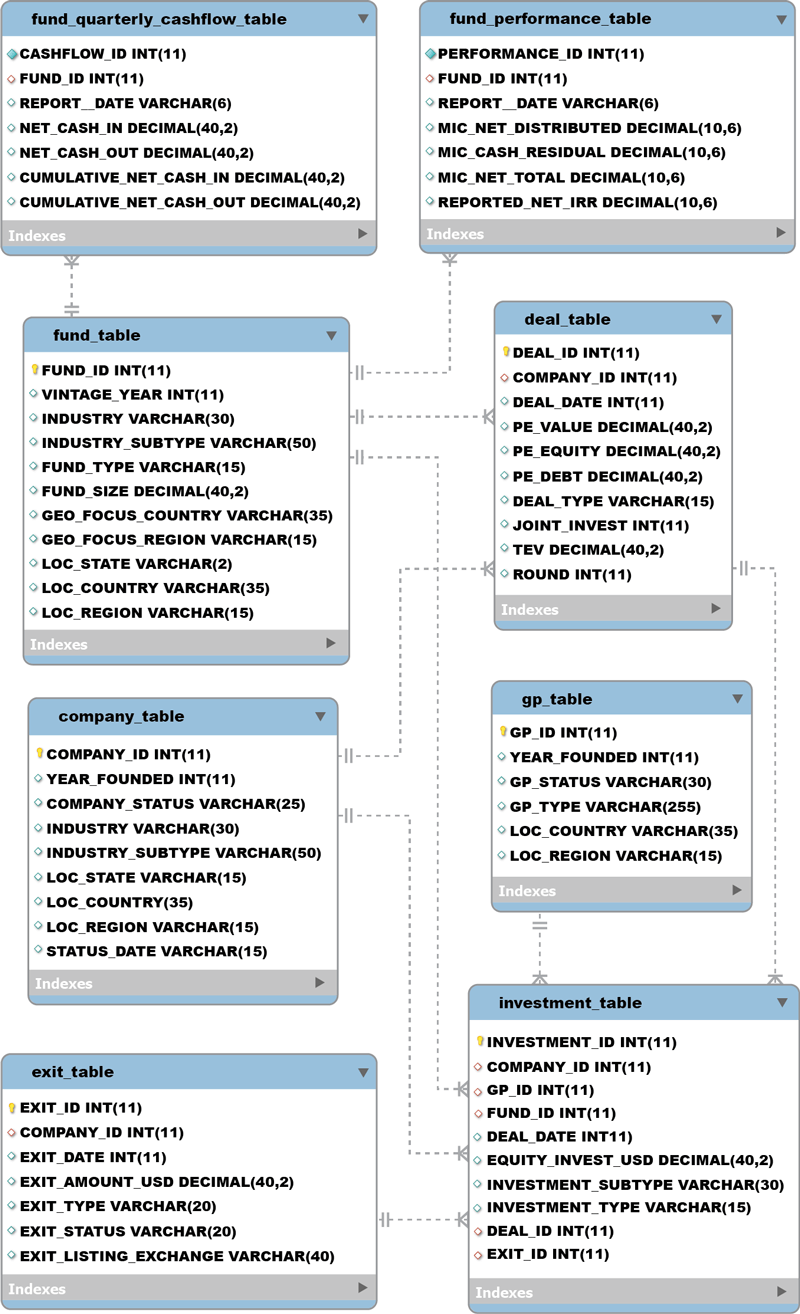 fund_quarterly_cashflow_table
CASHFLOW_ID INT(11)
FUND_ID INT(11)
REPORT__DATE VARCHAR(6)
NET_CASH_IN DECIMAL(40,2)
NET_CASH_OUT DECIMAL(40,2)
CUMULATIVE_NET_CASH_IN DECIMAL(40,2)
CUMULATIVE_NET_CASH_OUT DECIMAL(40,2)
Indexes
fund_performance_table
PERFORMANCE_ID INT(11)
FUND_ID INT(11)
REPORT__DATE VARCHAR(6)
MIC_NET_DISTRIBUTED DECIMAL(10,6)
MIC_CASH_RESIDUAL DECIMAL(10,6)
MIC_NET_TOTAL DECIMAL(10,6)
REPORTED_NET_IRR DECIMAL(10,6)
Indexes
fund_table
FUND_ID INT(11)
VINTAGE_YEAR INT(11)
INDUSTRY VARCHAR(30)
INDUSTRY_SUBTYPE VARCHAR(50)
FUND_TYPE VARCHAR(15)
FUND_SIZE DECIMAL(40,2)
GEO_FOCUS_COUNTRY VARCHAR(35)
GEO_FOCUS_REGION VARCHAR(15)
LOC_STATE VARCHAR(2)
LOC_COUNTRY VARCHAR(35)
LOC_REGION VARCHAR(15)
Indexes
deal_table
DEAL_ID INT(11)
COMPANY_ID INT(11)
DEAL_DATE INT(11)
PE_VALUE DECIMAL(40,2)
PE_EQUITY DECIMAL(40,2)
PE_DEBT DECIMAL(40,2)
DEAL_TYPE VARCHAR(15)
JOINT_INVEST INT(11)
TEV DECIMAL(40,2)
ROUND INT(11)
Indexes
company_table
COMPANY_ID INT(11)
YEAR_FOUNDED INT(11)
COMPANY_STATUS VARCHAR(25)
INDUSTRY VARCHAR(30)
INDUSTRY_SUBTYPE VARCHAR(50)
LOC_STATE VARCHAR(15)
LOC_COUNTRY(35)
LOC_REGION VARCHAR(15)
STATUS_DATE VARCHAR(15)
Indexes
gp_table
GP_ID INT(11)
YEAR_FOUNDED INT(11)
GP_STATUS VARCHAR(30)
GP_TYPE VARCHAR(255)
LOC_COUNTRY VARCHAR(35)
LOC_REGION VARCHAR(15)
Indexes
exit_table
EXIT_ID INT(11)
COMPANY_ID INT(11)
EXIT_DATE INT(11)
EXIT_AMOUNT_USD DECIMAL(40,2)
EXIT_TYPE VARCHAR(20)
EXIT_STATUS VARCHAR(20)
EXIT_LISTING_EXCHANGE VARCHAR(40)
Indexes
investment_table
INVESTMENT_ID INT(11)
COMPANY_ID INT(11)
GP_ID INT(11)
FUND_ID INT(11)
DEAL_DATE INT11)
EQUITY_INVEST_USD DECIMAL(40,2)
INVESTMENT_SUBTYPE VARCHAR(30)
INVESTMENT_TYPE VARCHAR(15)
DEAL_ID INT(11)
EXIT_ID INT(11)
Indexes